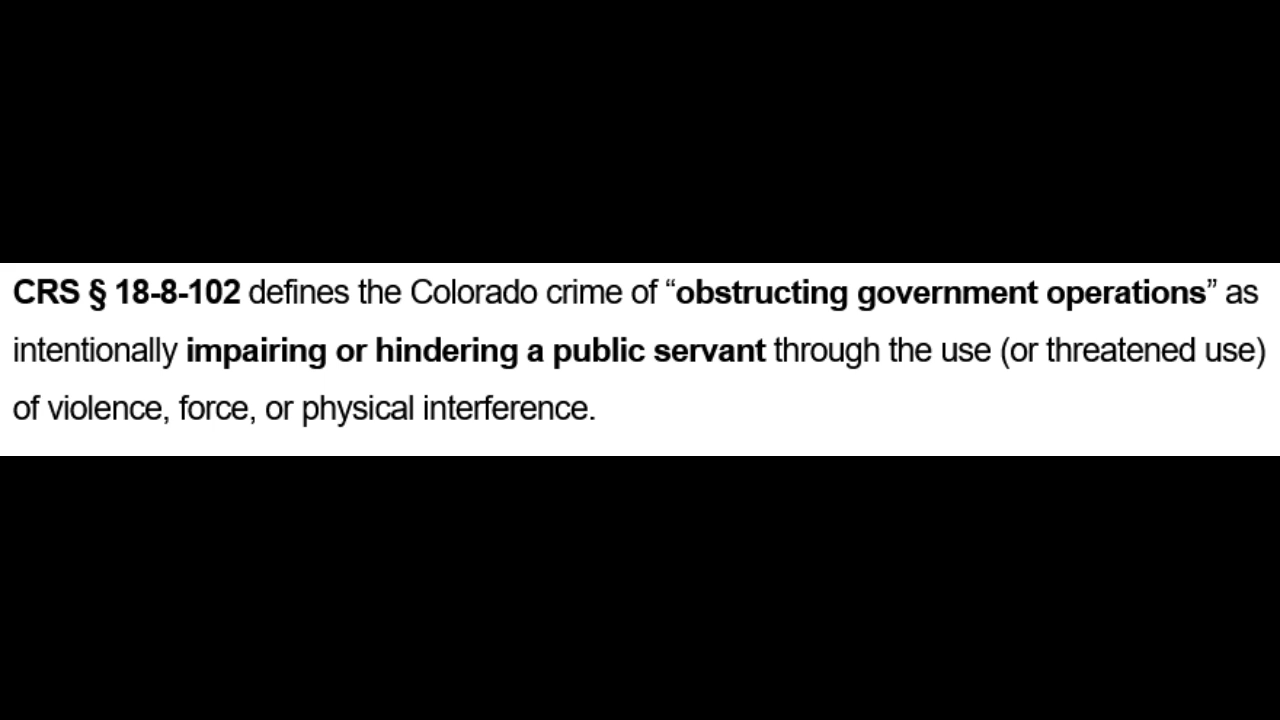 CRS § 18-8-102 defines the Colorado crime of “obstructing government operations” as
intentionally impairing or hindering a public servant through the use (or threatened use)
of violence, force, or physical interference.